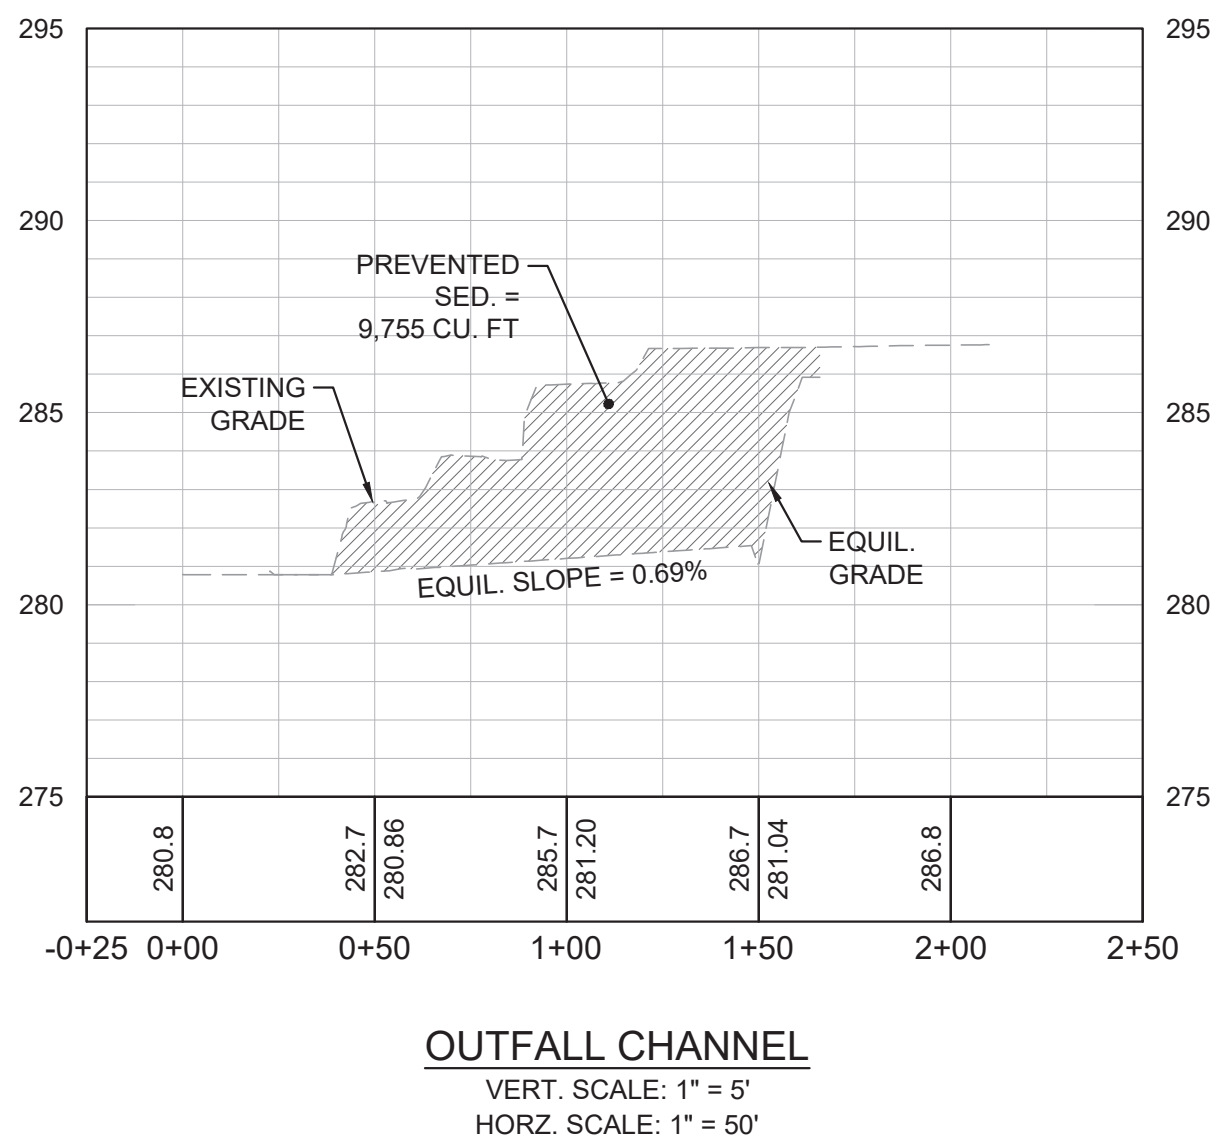 295
295
290
290
PREVENTED
SED. =
9,755 CU. FT
EXISTING
GRADE
285
285
EQUIL.
GRADE
EQUIL. SLOPE = 0.69%
280
280
275
275
280.8
282.7
280.86
285.7
281.20
286.7
281.04
286.8
-0+25
0+00
0+50
1+00
1+50
2+00
2+50
OUTFALL CHANNEL
VERT. SCALE: 1" = 5'
HORZ. SCALE: 1" = 50'